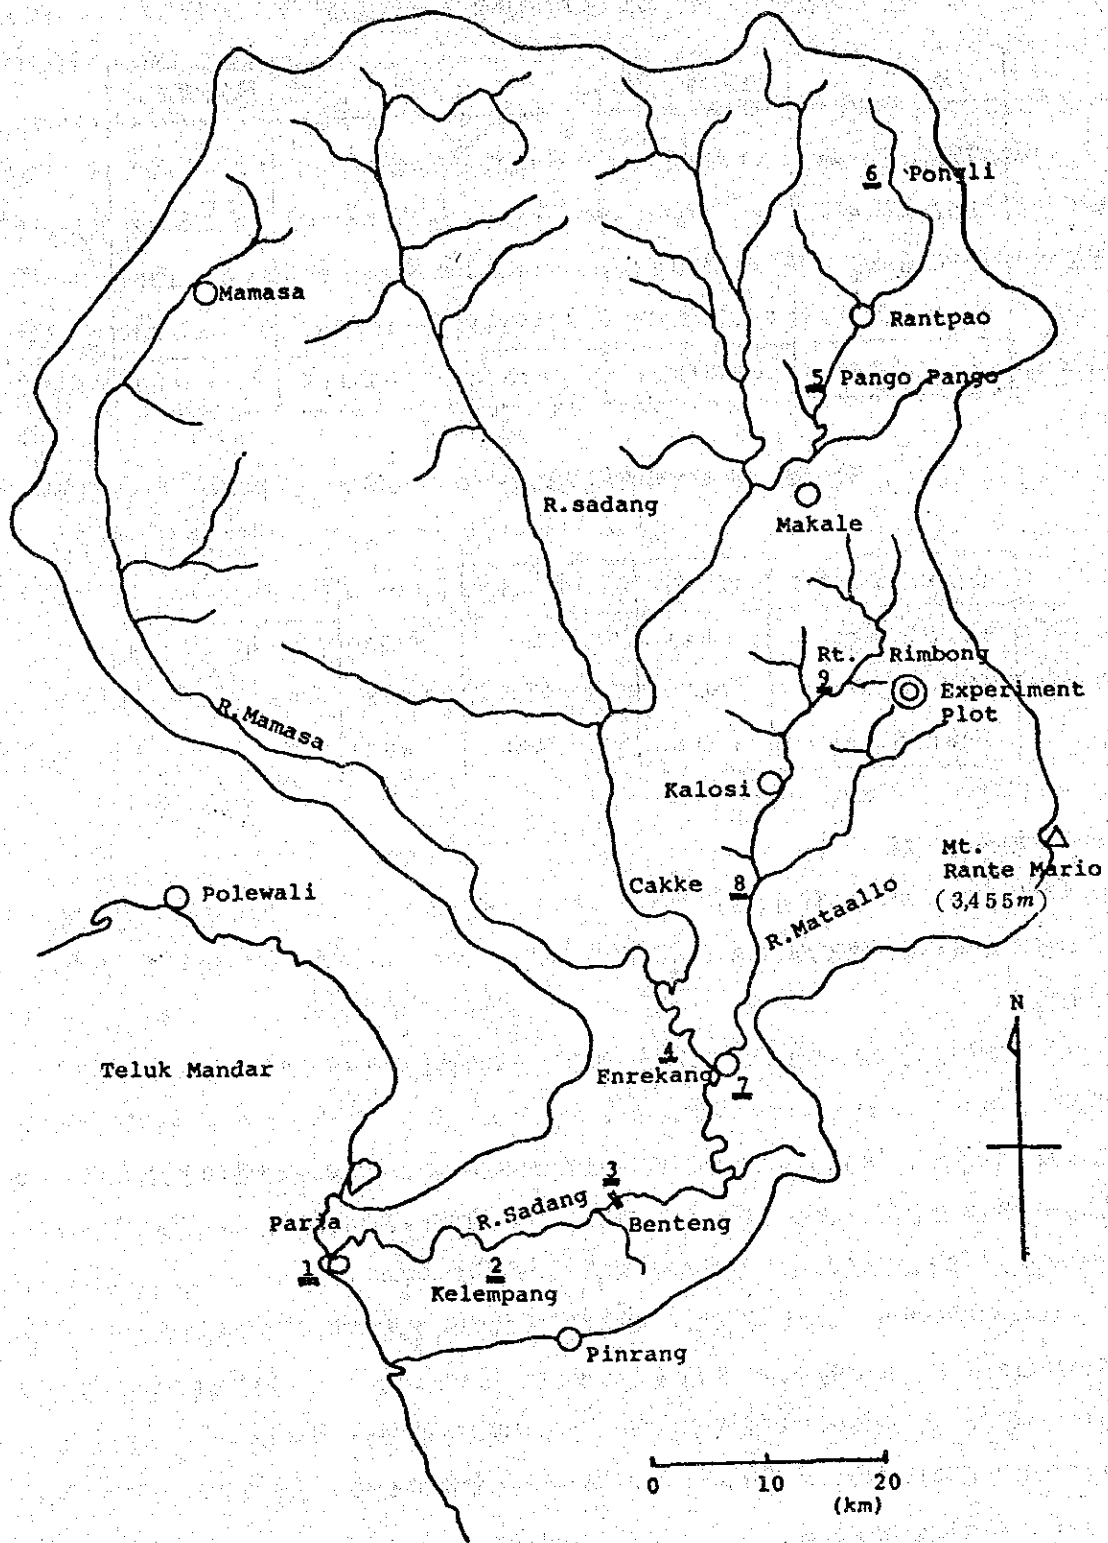 6 Pongli
Mamasa
Rantpao
5 Pango Pango
R.sadang
Makale
Rt. Rimbong
9
Experiment
Plot
R.Mamasa
Kalosi
Mt.
Rante Mario
(3,455m)
Cakke 8
Polewali
R.Mataallo
N
4
Enrekang
7
Teluk Mandar
3
R.Sadang
Benteng
Paria
1
2
Kelempang
Pinrang
0 10 20
(km)